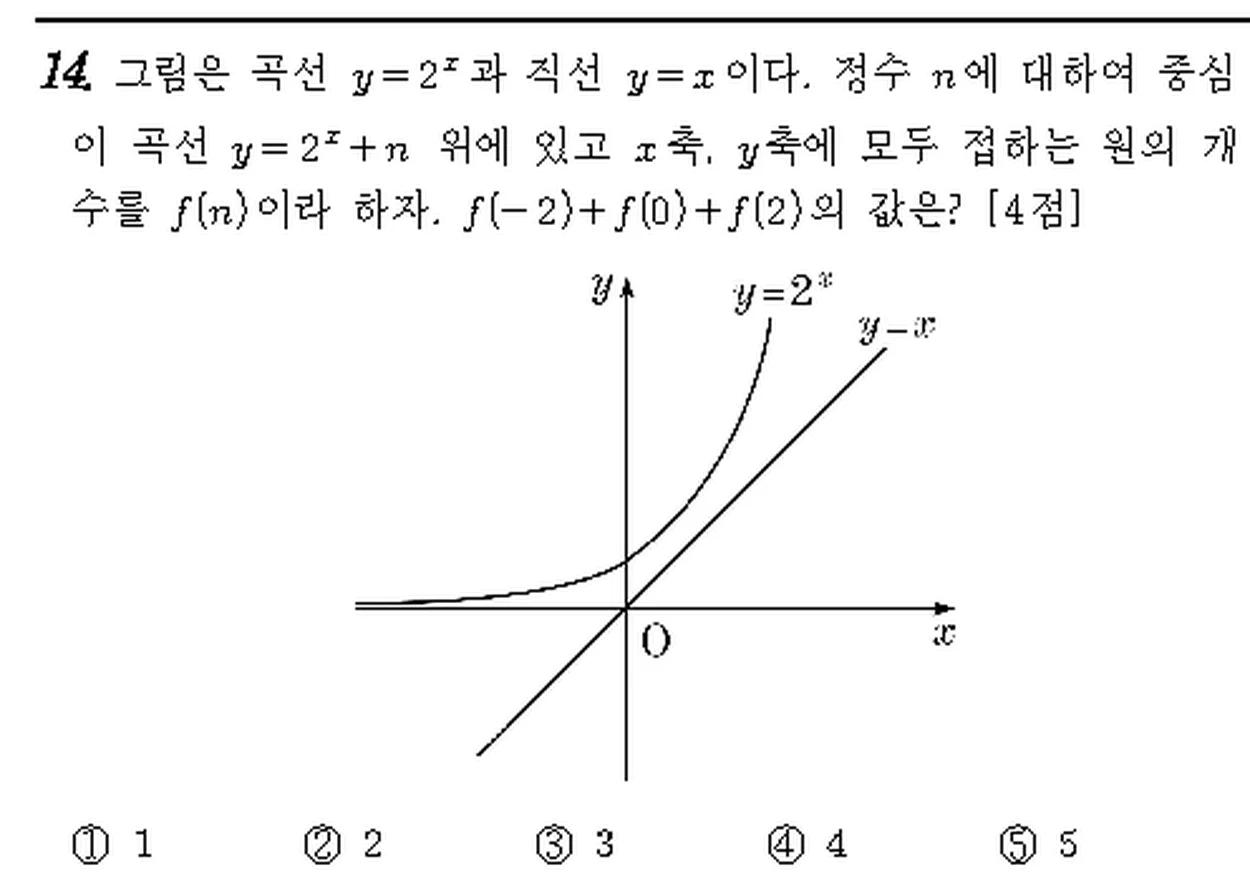 14. 그림은 곡선 y=2ˣ과 직선 y=x이다. 정수 n에 대하여 중심
이 곡선 y=2ˣ+n 위에 있고 x축, y축에 모두 접하는 원의 개
수를 f(n)이라 하자. f(-2)+f(0)+f(2)의 값은? [4점]
y
y=2ˣ
y=x
O
x
① 1 ② 2 ③ 3 ④ 4 ⑤ 5